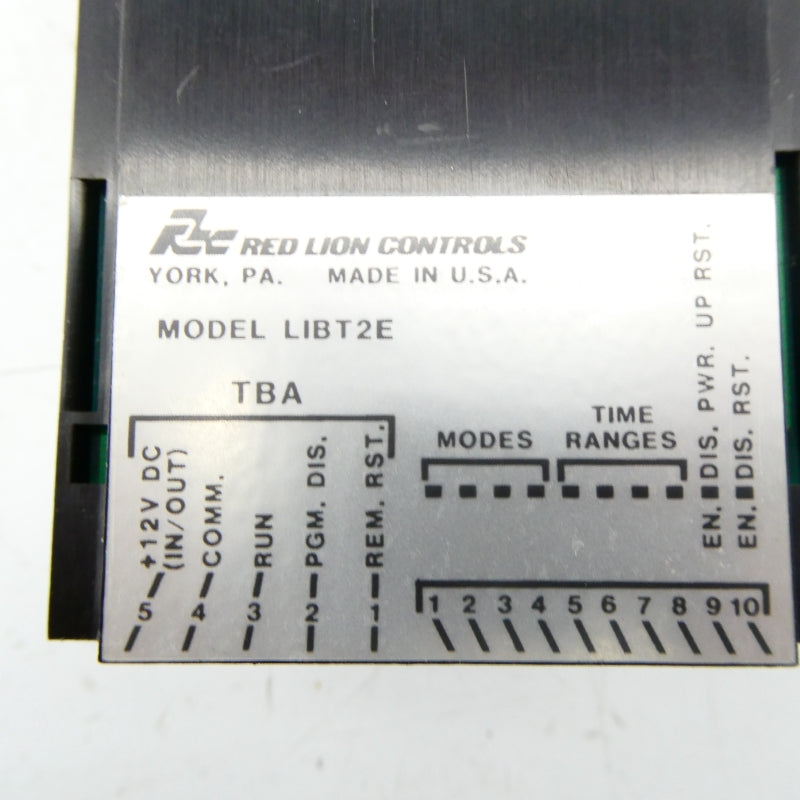 RLC RED LION CONTROLS
YORK, PA. MADE IN U.S.A.
MODEL LIBT2E
TBA
+12V DC
(IN/OUT)
COMM.
RUN
PGM. DIS.
REM. RST.
5 4 3 2 1
MODES
TIME
RANGES
EN. DIS. PWR. UP RST.
EN. DIS. RST.
1 2 3 4 5 6 7 8 9 10